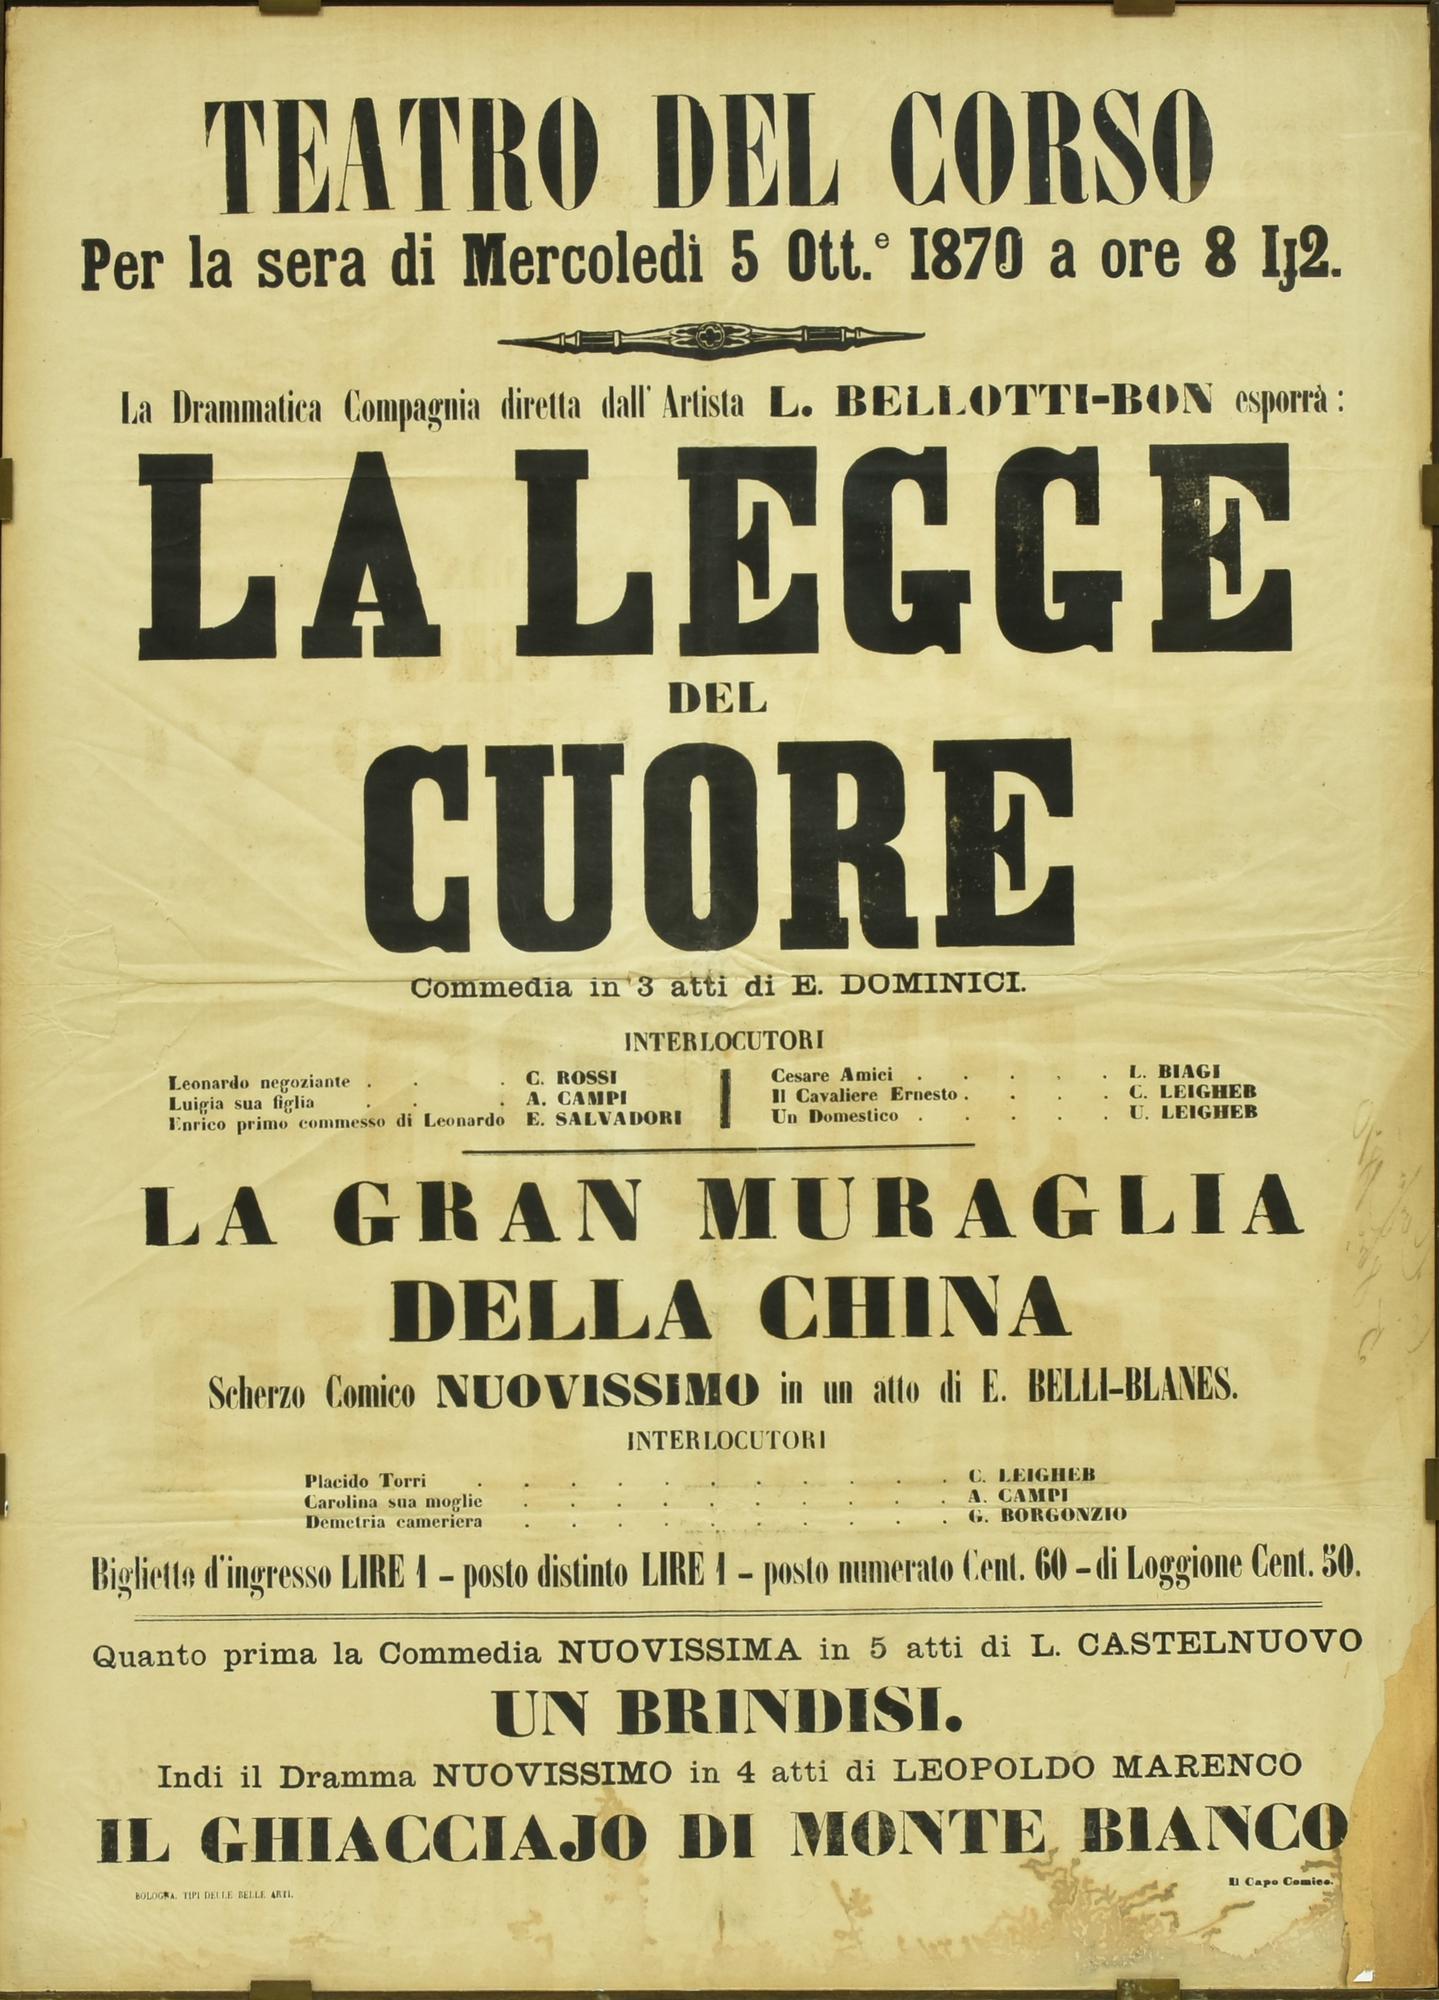 TEATRO DEL CORSO
Per la sera di Mercoledì 5 Ott.e 1870 a ore 8 1/2.
La Drammatica Compagnia diretta dall' Artista L. BELLOTTI-BON esporrà:
LA LEGGE
DEL
CUORE
Commedia in 3 atti di E. DOMINICI.
INTERLOCUTORI
Leonardo negoziante . . . C. ROSSI
Luigia sua figlia . . . A. CAMPI
Enrico primo commesso di Leonardo E. SALVADORI
Cesare Amici . . . . . L. BIAGI
Il Cavaliere Ernesto . . . . C. LEIGHEB
Un Domestico . . . . . U. LEIGHEB
LA GRAN MURAGLIA
DELLA CHINA
Scherzo Comico NUOVISSIMO in un atto di E. BELLI-BLANES.
INTERLOCUTORI
Placido Torri . . . . . . . . . . . C. LEIGHEB
Carolina sua moglie . . . . . . . . . . A. CAMPI
Demetria cameriera . . . . . . . . . . G. BORGONZIO
Biglietto d'ingresso LIRE 1 - posto distinto LIRE 1 - posto numerato Cent. 60 - di Loggione Cent. 50.
Quanto prima la Commedia NUOVISSIMA in 5 atti di L. CASTELNUOVO
UN BRINDISI.
Indi il Dramma NUOVISSIMO in 4 atti di LEOPOLDO MARENCO
IL GHIACCIAJO DI MONTE BIANCO
Il Capo Comico.
BOLOGNA. TIPI DELLE BELLE ARTI.